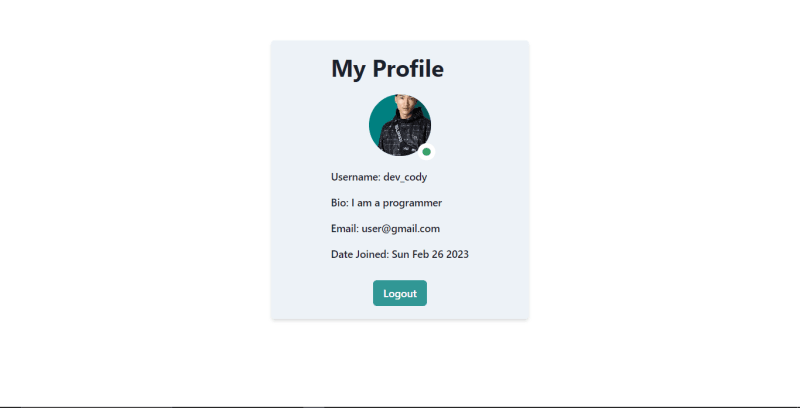 My Profile
Username: dev_cody
Bio: I am a programmer
Email: user@gmail.com
Date Joined: Sun Feb 26 2023
Logout